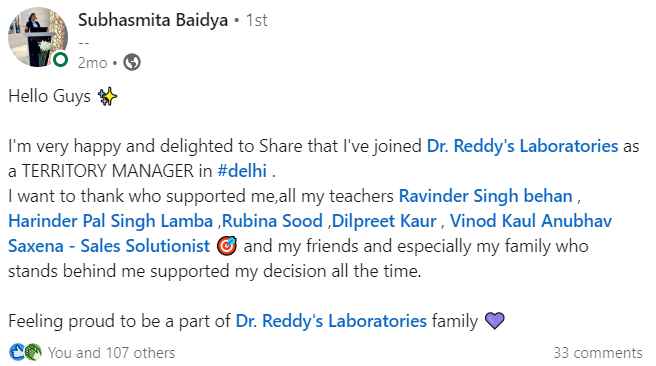 Subhasmita Baidya • 1st
--
2mo •
Hello Guys ✨
I'm very happy and delighted to Share that I've joined Dr. Reddy's Laboratories as
a TERRITORY MANAGER in #delhi .
I want to thank who supported me,all my teachers Ravinder Singh behan ,
Harinder Pal Singh Lamba ,Rubina Sood ,Dilpreet Kaur , Vinod Kaul Anubhav
Saxena - Sales Solutionist 🎯 and my friends and especially my family who
stands behind me supported my decision all the time.
Feeling proud to be a part of Dr. Reddy's Laboratories family 💜
You and 107 others
33 comments